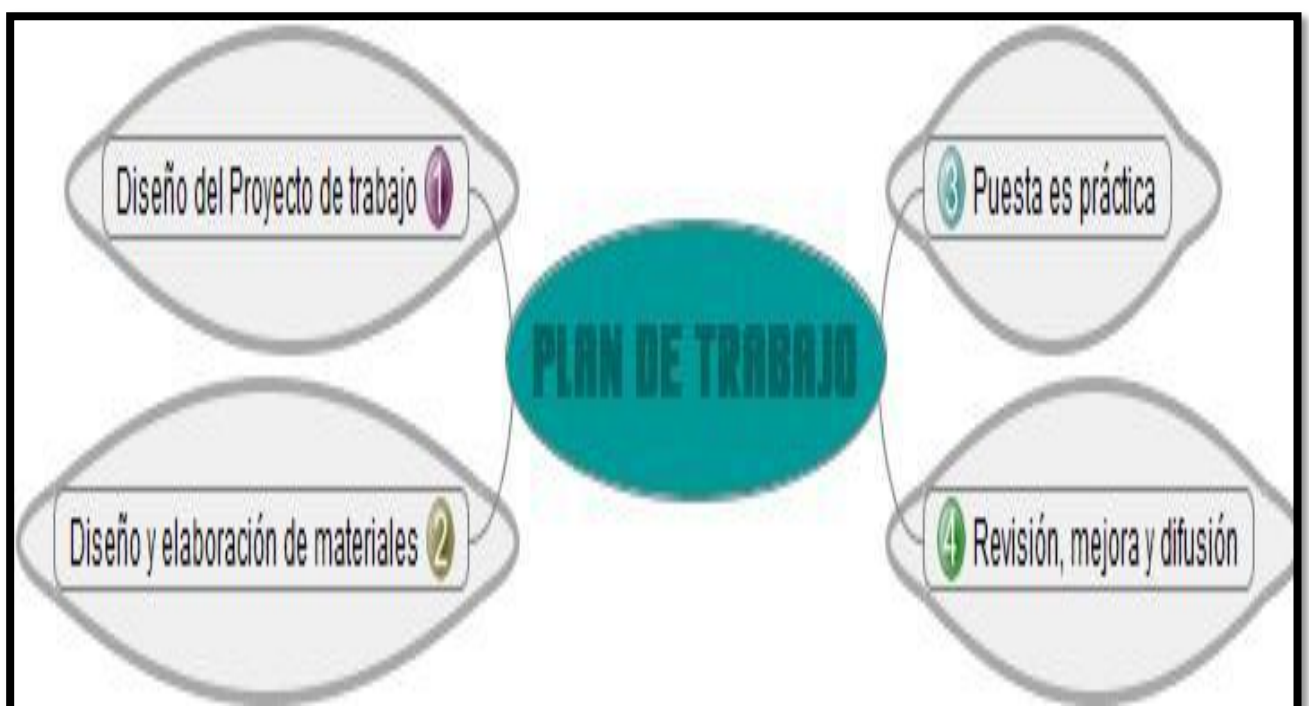 Diseño del Proyecto de trabajo 1
Diseño y elaboración de materiales 2
PLAN DE TRABAJO
3 Puesta es práctica
4 Revisión, mejora y difusión